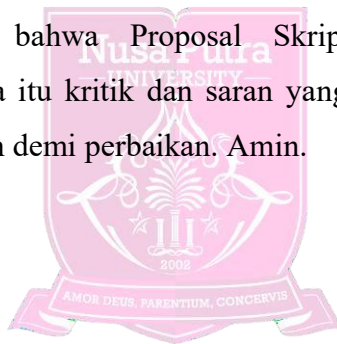 bahwa Proposal Skrip
Nusa Putra
UNIVERSITY
a itu kritik dan saran yang
n demi perbaikan. Amin.
2002
AMOR DEUS, PARENTIUM, CONCERVIS